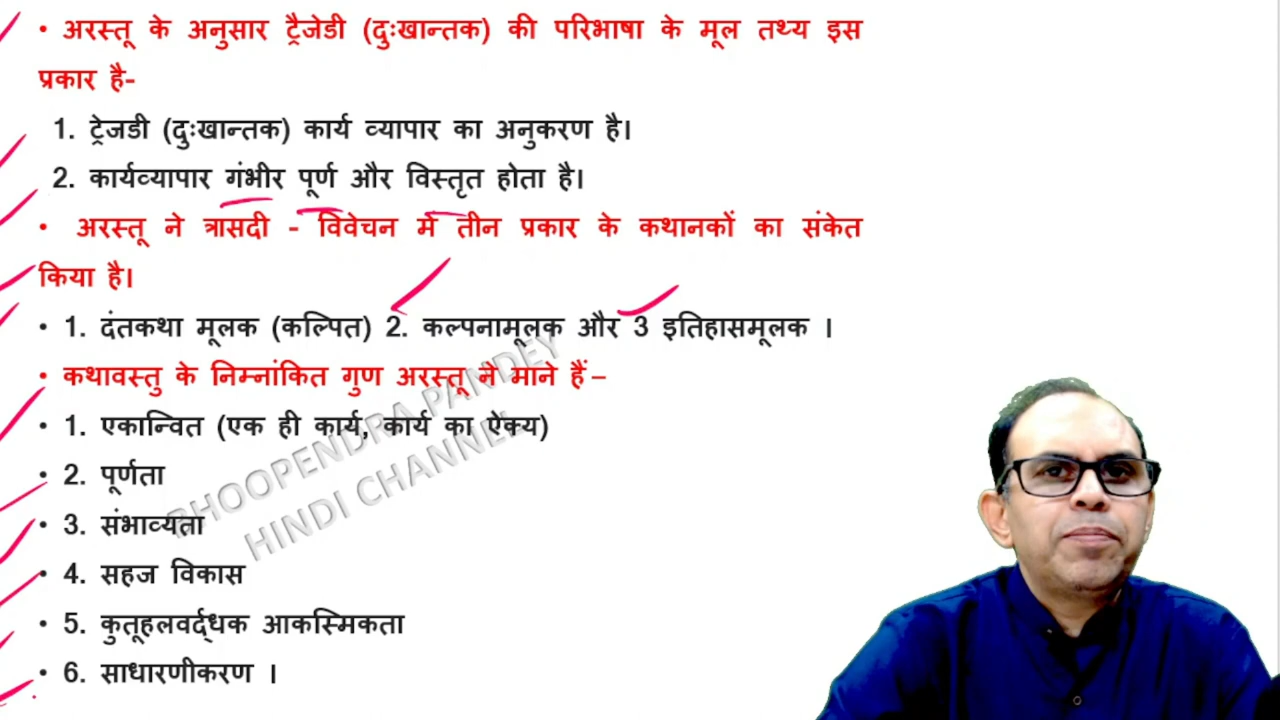 • अरस्तू के अनुसार ट्रैजेडी (दुःखान्तक) की परिभाषा के मूल तथ्य इस
प्रकार है-
1. ट्रेजडी (दुःखान्तक) कार्य व्यापार का अनुकरण है।
2. कार्यव्यापार गंभीर पूर्ण और विस्तृत होता है।
• अरस्तू ने त्रासदी - विवेचन में तीन प्रकार के कथानकों का संकेत
किया है।
• 1. दंतकथा मूलक (कल्पित) 2. कल्पनामूलक और 3 इतिहासमूलक ।
• कथावस्तु के निम्नांकित गुण अरस्तू ने माने हैं –
• 1. एकान्वित (एक ही कार्य, कार्य का ऐक्य)
• 2. पूर्णता
• 3. संभाव्यता
• 4. सहज विकास
• 5. कुतूहलवर्द्धक आकस्मिकता
• 6. साधारणीकरण ।
BHOOPENDRA PANDEY
HINDI CHANNEL